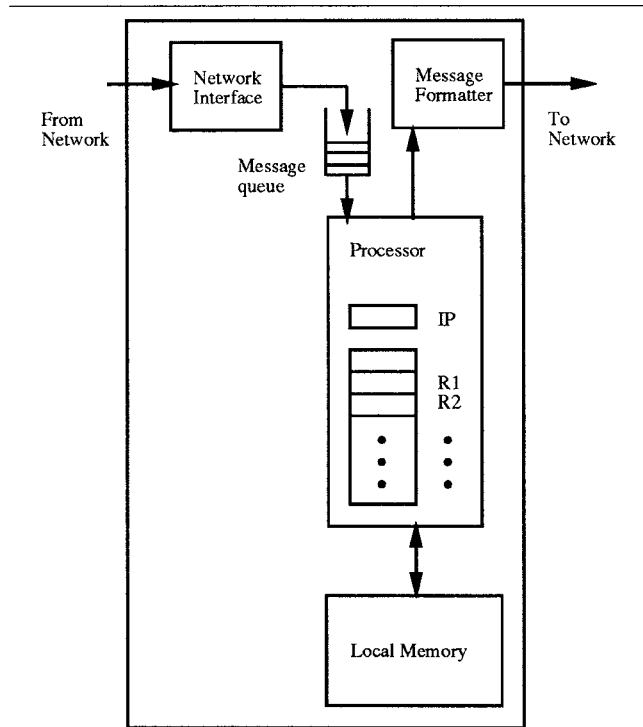 Network
Interface
Message
Formatter
From
Network
To
Network
Message
queue
Processor
IP
R1
R2
Local Memory